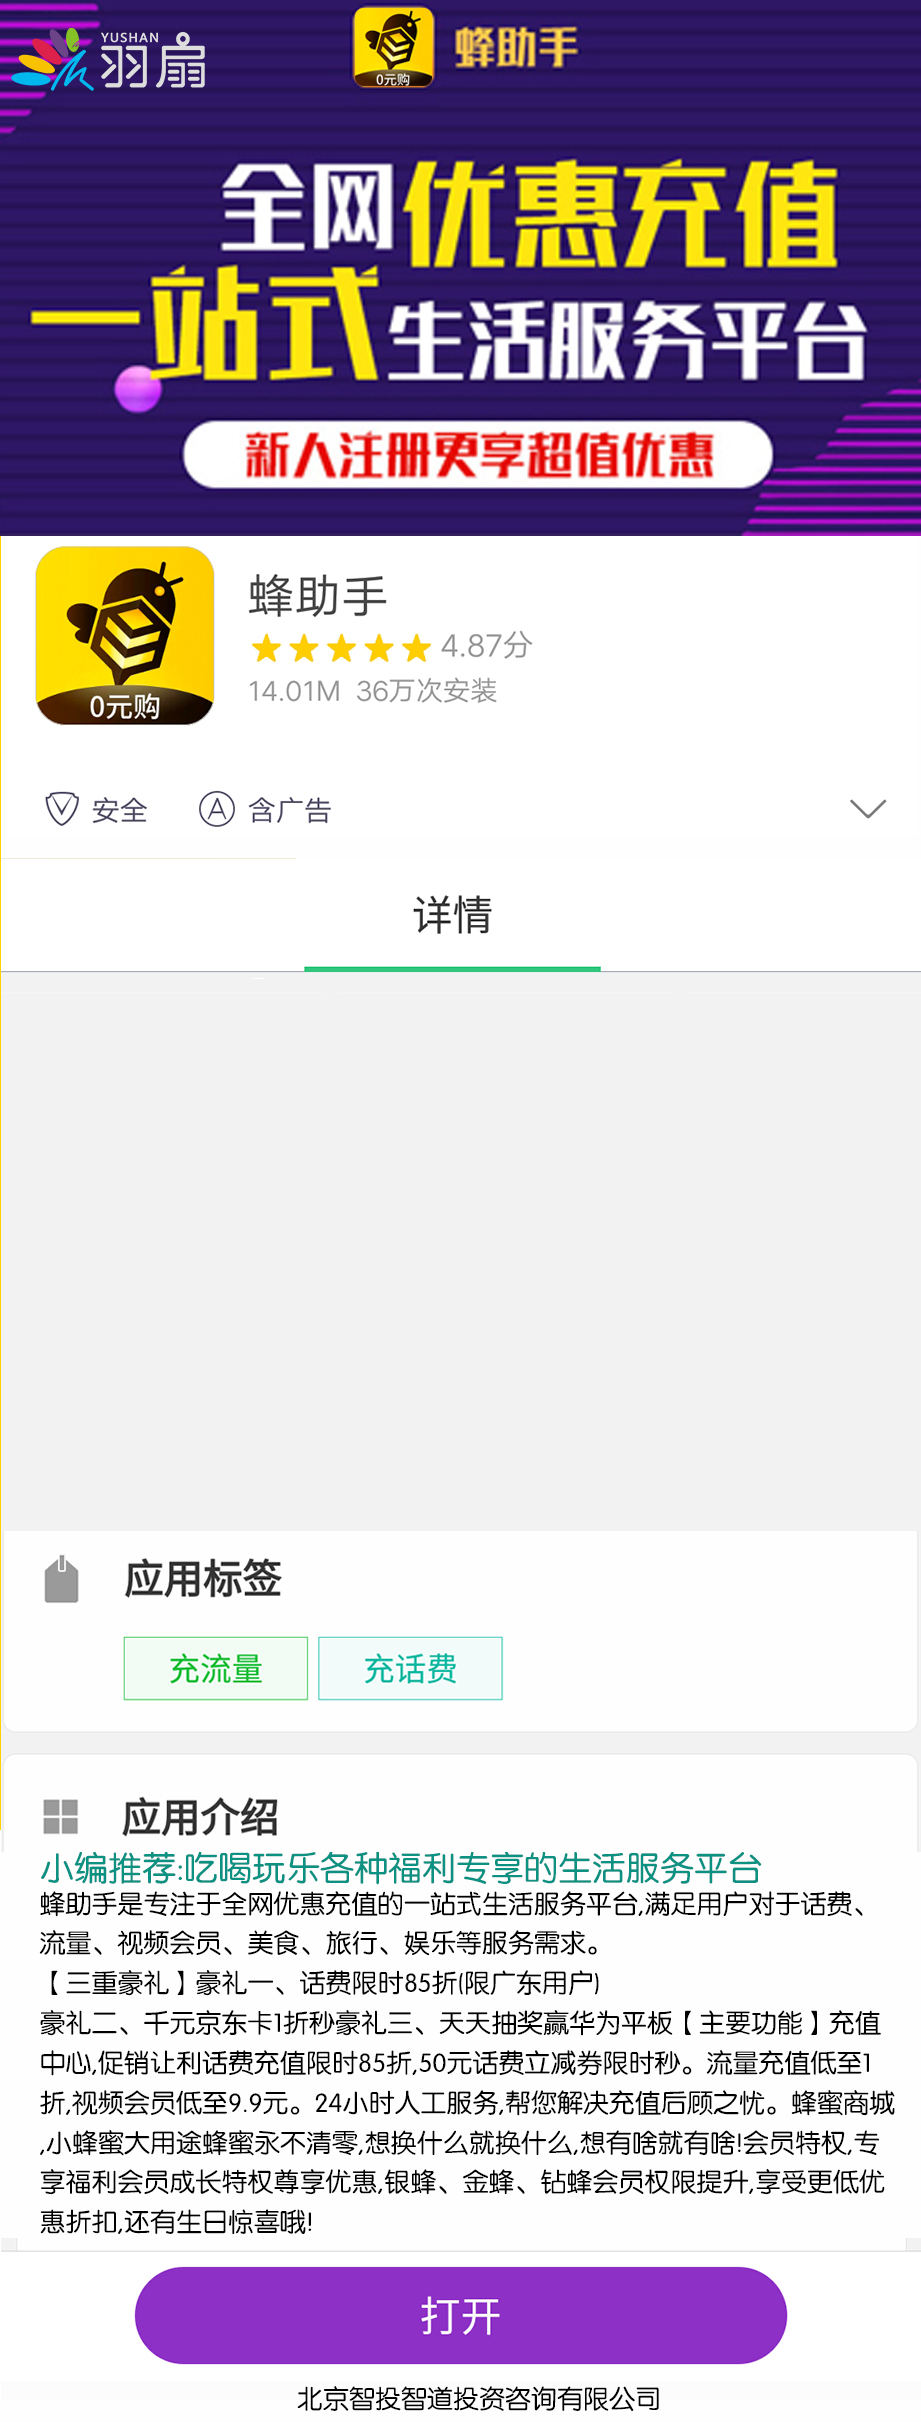 YUSHAN
羽扇
0元购
蜂助手
全网优惠充值
一站式生活服务平台
新人注册更享超值优惠
蜂助手
4.87分
14.01M 36万次安装
0元购
安全
含广告
详情
应用标签
充流量
充话费
应用介绍
小编推荐:吃喝玩乐各种福利专享的生活服务平台
蜂助手是专注于全网优惠充值的一站式生活服务平台,满足用户对于话费、
流量、视频会员、美食、旅行、娱乐等服务需求。
【三重豪礼】豪礼一、话费限时85折(限广东用户)
豪礼二、千元京东卡1折秒豪礼三、天天抽奖赢华为平板【主要功能】充值
中心,促销让利话费充值限时85折,50元话费立减券限时秒。流量充值低至1
折,视频会员低至9.9元。24小时人工服务,帮您解决充值后顾之忧。蜂蜜商城
,小蜂蜜大用途蜂蜜永不清零,想换什么就换什么,想有啥就有啥!会员特权,专
享福利会员成长特权尊享优惠,银蜂、金蜂、钻蜂会员权限提升,享受更低优
惠折扣,还有生日惊喜哦!
打开
北京智投智道投资咨询有限公司